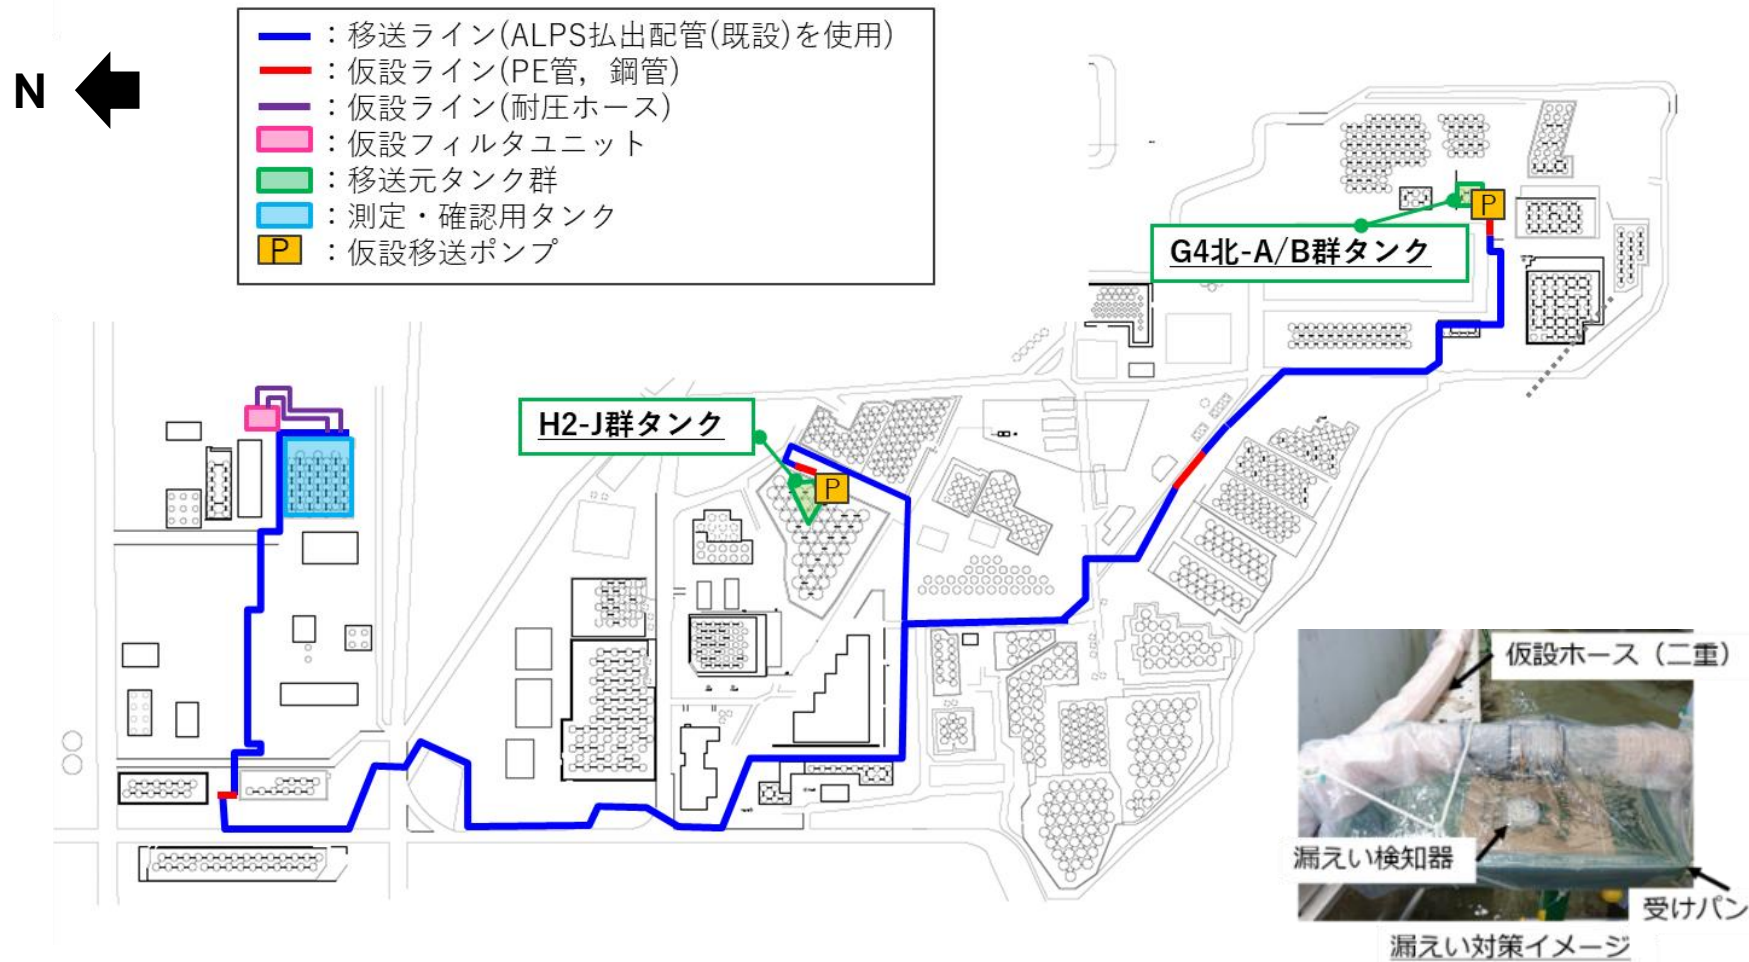 N
：移送ライン(ALPS払出配管(既設)を使用)
：仮設ライン(PE管，鋼管)
：仮設ライン(耐圧ホース)
：仮設フィルタユニット
：移送元タンク群
：測定・確認用タンク
P ：仮設移送ポンプ
P
G4北-A/B群タンク
H2-J群タンク
P
仮設ホース（二重）
漏えい検知器
受けパン
漏えい対策イメージ